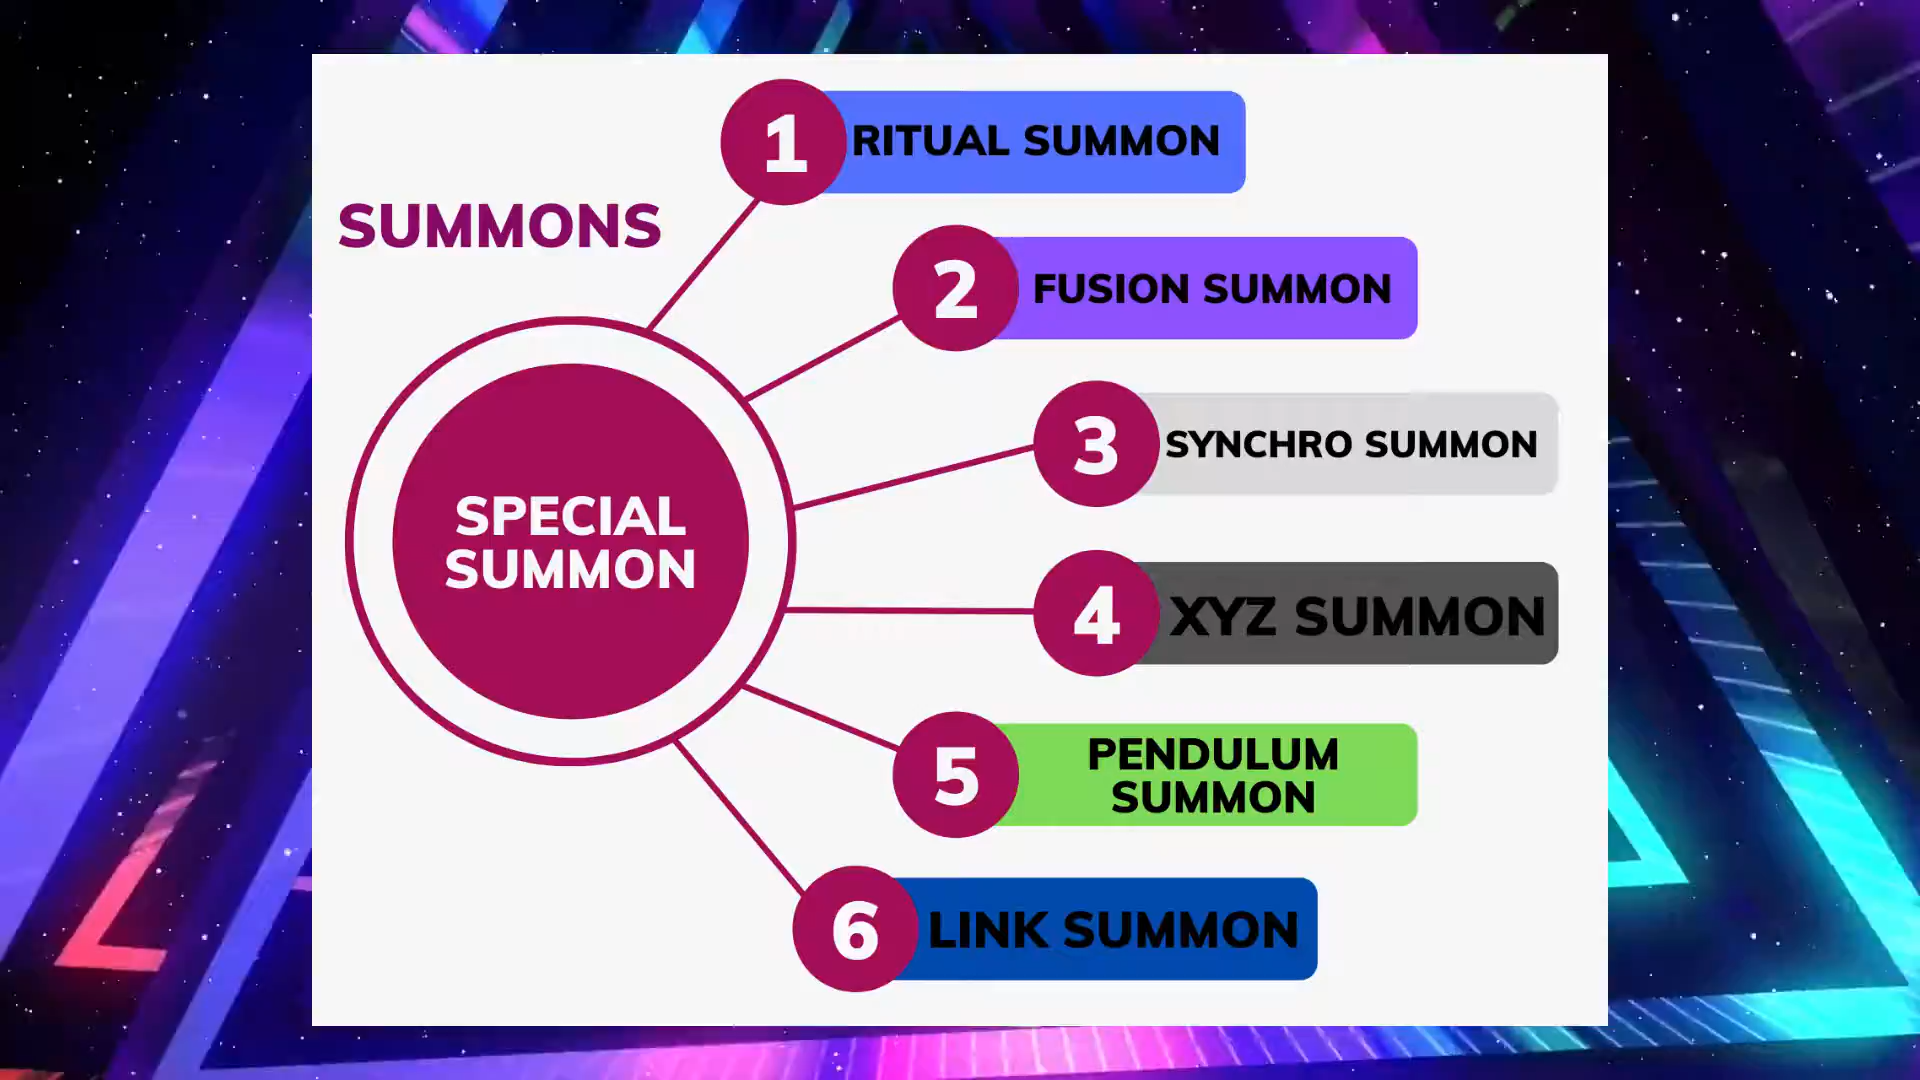 SUMMONS
SPECIAL
SUMMON
1
RITUAL SUMMON
2
FUSION SUMMON
3
SYNCHRO SUMMON
4
XYZ SUMMON
5
PENDULUM
SUMMON
6
LINK SUMMON